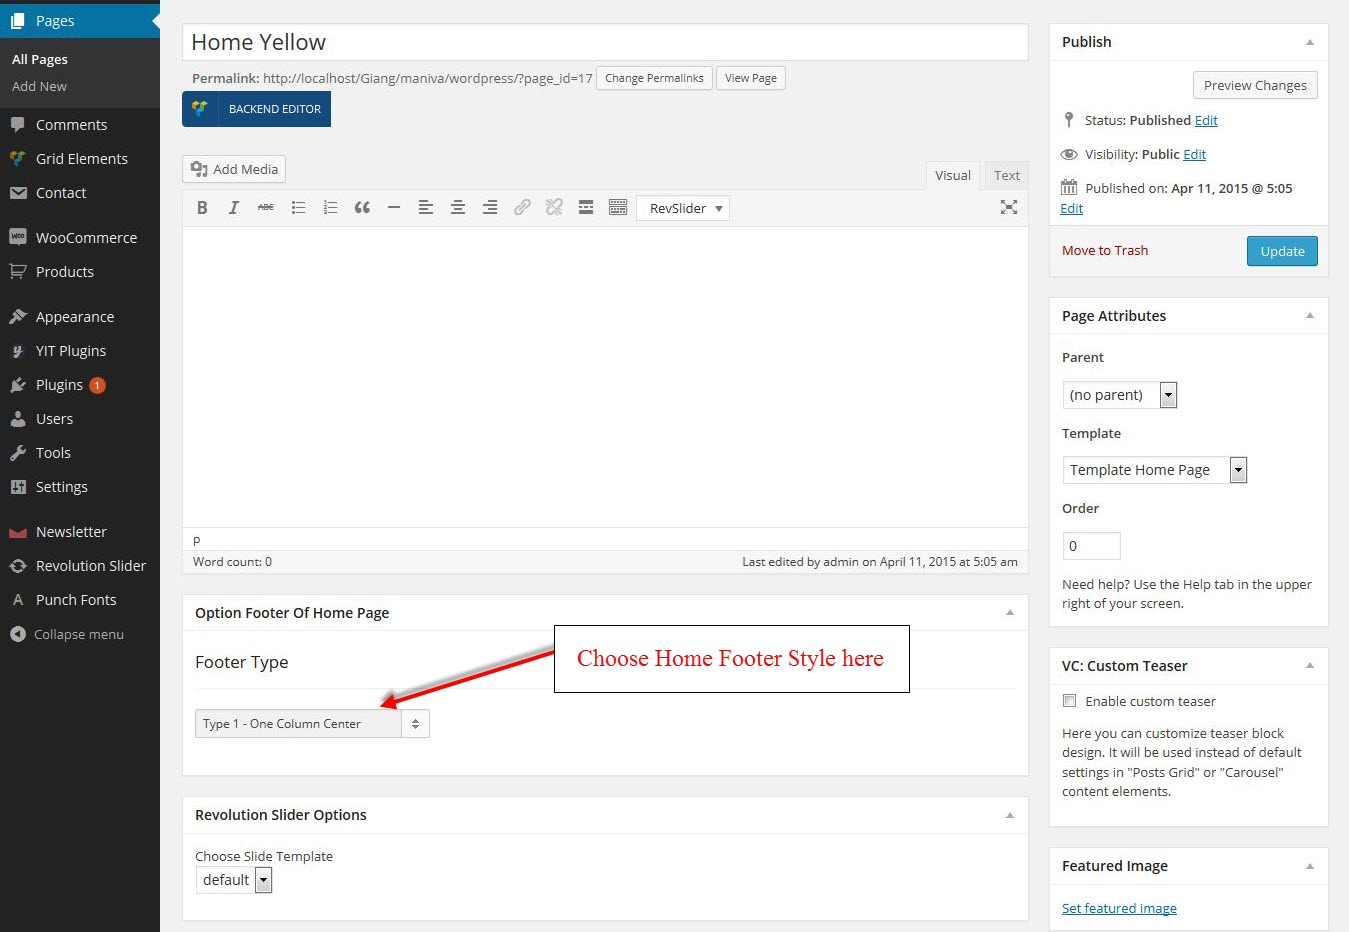 Pages
All Pages
Add New
Comments
Grid Elements
Contact
WooCommerce
Products
Appearance
YIT Plugins
Plugins 1
Users
Tools
Settings
Newsletter
Revolution Slider
Punch Fonts
Collapse menu
Home Yellow
Permalink: http://localhost/Giang/maniva/wordpress/?page_id=17 Change Permalinks View Page
BACKEND EDITOR
Add Media
Visual Text
B I ABC RevSlider
p
Word count: 0 Last edited by admin on April 11, 2015 at 5:05 am
Option Footer Of Home Page
Footer Type
Choose Home Footer Style here
Type 1 - One Column Center
Revolution Slider Options
Choose Slide Template
default
Publish
Preview Changes
Status: Published Edit
Visibility: Public Edit
Published on: Apr 11, 2015 @ 5:05
Edit
Move to Trash Update
Page Attributes
Parent
(no parent)
Template
Template Home Page
Order
0
Need help? Use the Help tab in the upper
right of your screen.
VC: Custom Teaser
Enable custom teaser
Here you can customize teaser block
design. It will be used instead of default
settings in "Posts Grid" or "Carousel"
content elements.
Featured Image
Set featured image